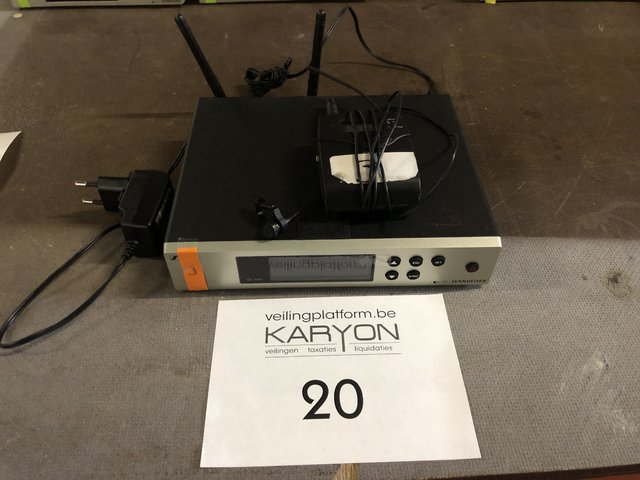 3
SENNHEISER
veilingplatform.be
KARYON
veilingen taxaties liquidaties
20